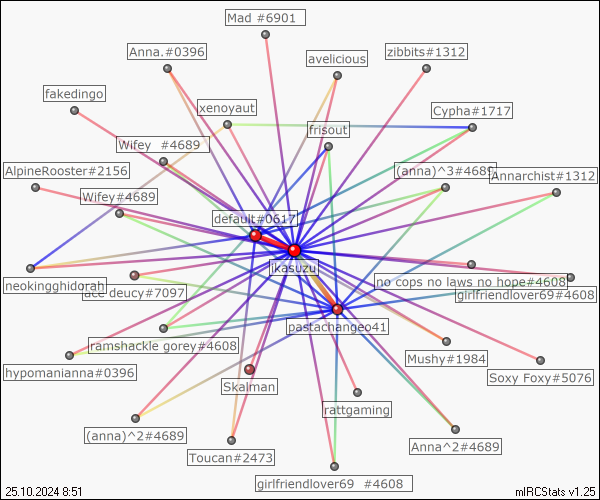 Mad #6901
Anna.#0396
avelicious
zibbits#1312
fakedingo
xenoyaut
Cypha#1717
frisout
Wifey  #4689
AlpineRooster#2156
(anna)^3#4689
Annarchist#1312
Wifey#4689
default#0617
ikasuzu
neokingghidorah
ace deucy#7097
no cops no laws no hope#4608
girlfriendlover69#4608
pastachangeo41
ramshackle gorey#4608
hypomanianna#0396
Mushy#1984
Soxy Foxy#5076
Skalman
rattgaming
(anna)^2#4689
Toucan#2473
Anna^2#4689
girlfriendlover69  #4608
25.10.2024 8:51
mIRCStats v1.25